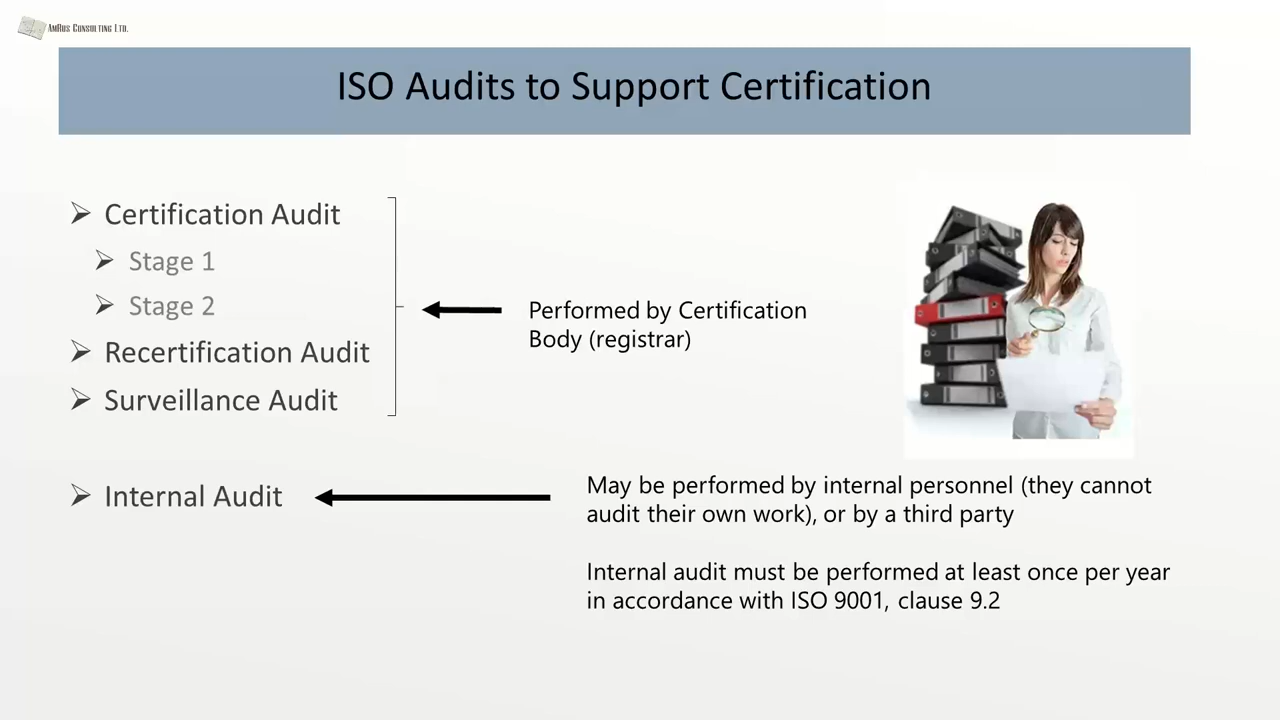 AmRus Consulting Ltd.
ISO Audits to Support Certification
Certification Audit
Stage 1
Stage 2
Recertification Audit
Surveillance Audit
Performed by Certification
Body (registrar)
Internal Audit
May be performed by internal personnel (they cannot
audit their own work), or by a third party
Internal audit must be performed at least once per year
in accordance with ISO 9001, clause 9.2